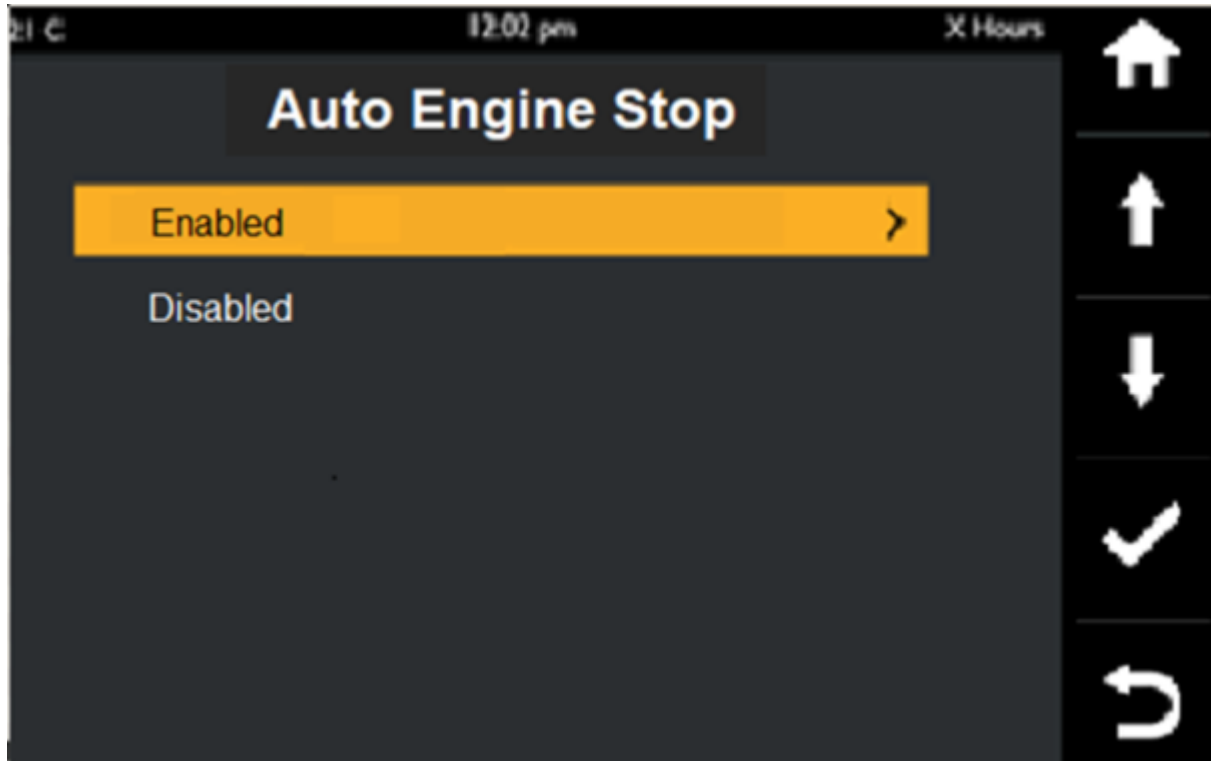 21 C
12:02 pm
X Hours
Auto Engine Stop
Enabled
Disabled